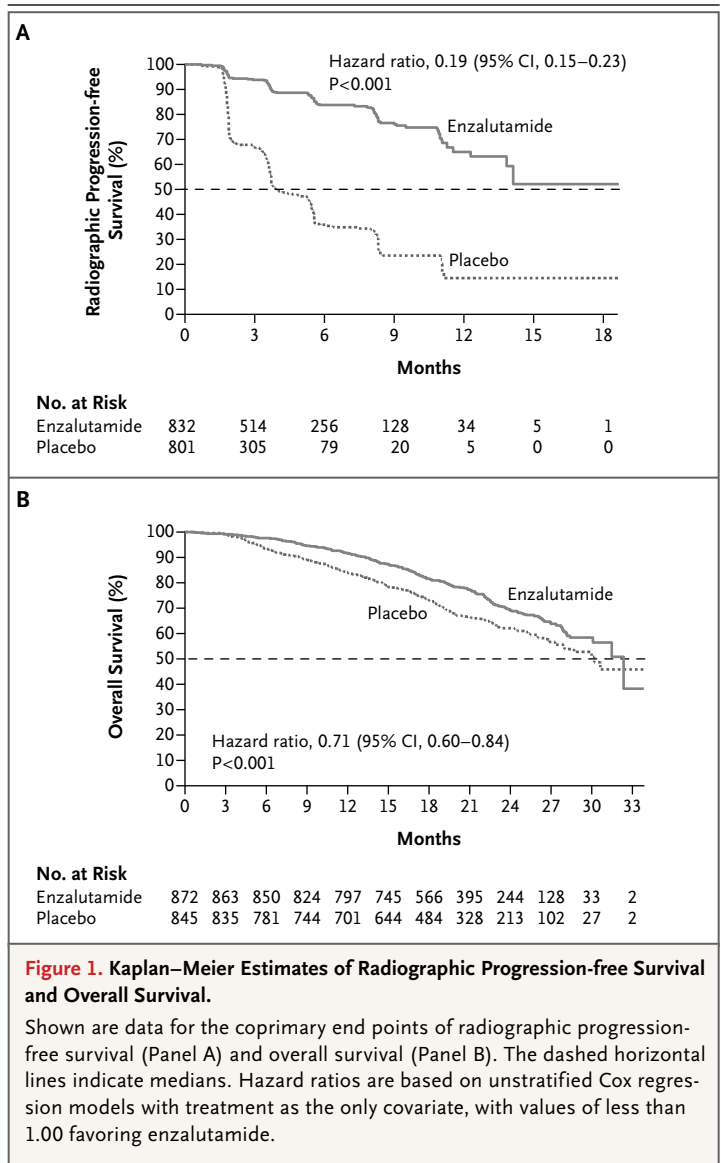 A
Hazard ratio, 0.19 (95% CI, 0.15–0.23)
P<0.001
Radiographic Progression-free
Survival (%)
100
90
80
70
60
50
40
30
20
10
0
Enzalutamide
Placebo
0 3 6 9 12 15 18
Months
No. at Risk
Enzalutamide 832 514 256 128 34 5 1
Placebo 801 305 79 20 5 0 0
B
Overall Survival (%)
100
90
80
70
60
50
40
30
20
10
0
Enzalutamide
Placebo
Hazard ratio, 0.71 (95% CI, 0.60–0.84)
P<0.001
0 3 6 9 12 15 18 21 24 27 30 33
Months
No. at Risk
Enzalutamide 872 863 850 824 797 745 566 395 244 128 33 2
Placebo 845 835 781 744 701 644 484 328 213 102 27 2
Figure 1. Kaplan–Meier Estimates of Radiographic Progression-free Survival
and Overall Survival.
Shown are data for the coprimary end points of radiographic progression-
free survival (Panel A) and overall survival (Panel B). The dashed horizontal
lines indicate medians. Hazard ratios are based on unstratified Cox regres-
sion models with treatment as the only covariate, with values of less than
1.00 favoring enzalutamide.